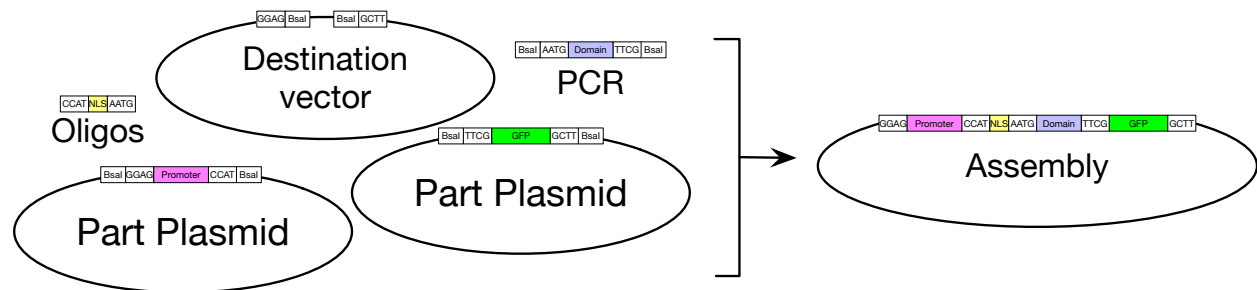 GGAG BsaI BsaI GCTT
Destination
vector
BsaI AATG Domain TTCG BsaI
PCR
CCAT NLS AATG
Oligos
BsaI TTCG GFP GCTT BsaI
Part Plasmid
BsaI GGAG Promoter CCAT BsaI
Part Plasmid
GGAG Promoter CCAT NLS AATG Domain TTCG GFP GCTT
Assembly